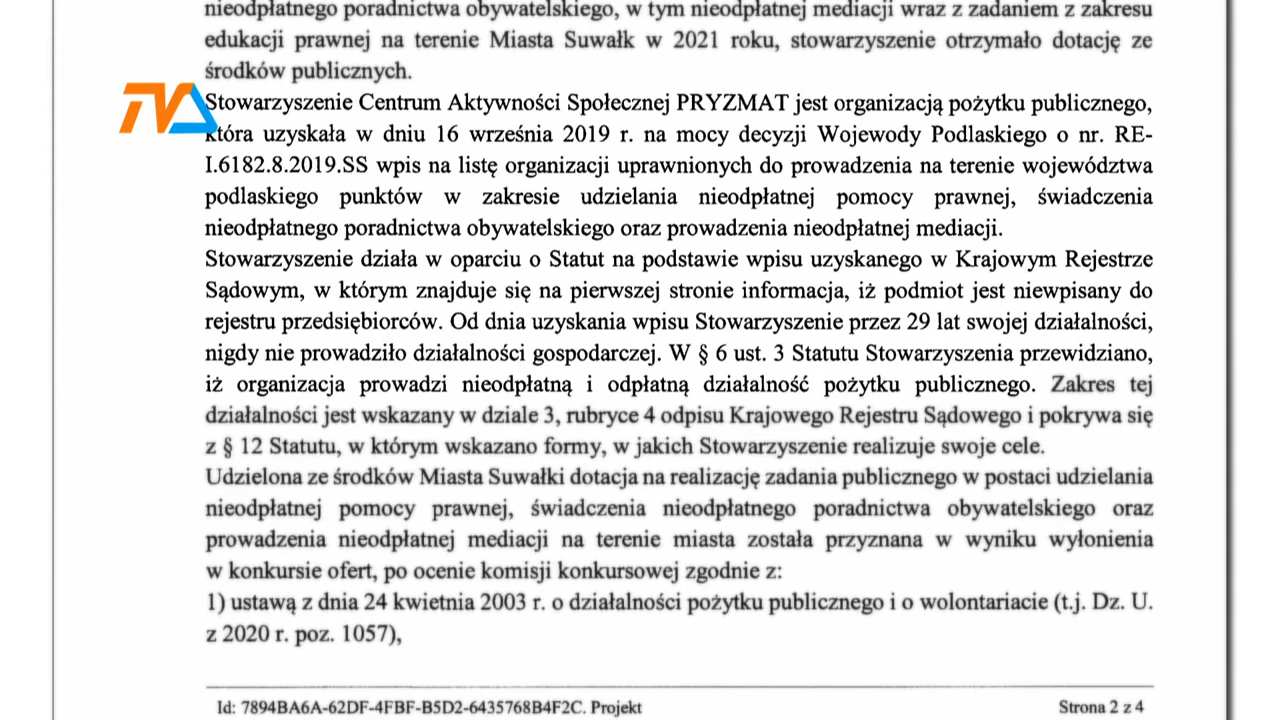 nieodpłatnego poradnictwa obywatelskiego, w tym nieodpłatnej mediacji wraz z zadaniem z zakresu
edukacji prawnej na terenie Miasta Suwałk w 2021 roku, stowarzyszenie otrzymało dotację ze
środków publicznych.
TVA
Stowarzyszenie Centrum Aktywności Społecznej PRYZMAT jest organizacją pożytku publicznego,
która uzyskała w dniu 16 września 2019 r. na mocy decyzji Wojewody Podlaskiego o nr. RE-
I.6182.8.2019.SS wpis na listę organizacji uprawnionych do prowadzenia na terenie województwa
podlaskiego punktów w zakresie udzielania nieodpłatnej pomocy prawnej, świadczenia
nieodpłatnego poradnictwa obywatelskiego oraz prowadzenia nieodpłatnej mediacji.
Stowarzyszenie działa w oparciu o Statut na podstawie wpisu uzyskanego w Krajowym Rejestrze
Sądowym, w którym znajduje się na pierwszej stronie informacja, iż podmiot jest niewpisany do
rejestru przedsiębiorców. Od dnia uzyskania wpisu Stowarzyszenie przez 29 lat swojej działalności,
nigdy nie prowadziło działalności gospodarczej. W § 6 ust. 3 Statutu Stowarzyszenia przewidziano,
iż organizacja prowadzi nieodpłatną i odpłatną działalność pożytku publicznego. Zakres tej
działalności jest wskazany w dziale 3, rubryce 4 odpisu Krajowego Rejestru Sądowego i pokrywa się
z § 12 Statutu, w którym wskazano formy, w jakich Stowarzyszenie realizuje swoje cele.
Udzielona ze środków Miasta Suwałki dotacja na realizację zadania publicznego w postaci udzielania
nieodpłatnej pomocy prawnej, świadczenia nieodpłatnego poradnictwa obywatelskiego oraz
prowadzenia nieodpłatnej mediacji na terenie miasta została przyznana w wyniku wyłonienia
w konkursie ofert, po ocenie komisji konkursowej zgodnie z:
1) ustawą z dnia 24 kwietnia 2003 r. o działalności pożytku publicznego i o wolontariacie (t.j. Dz. U.
z 2020 r. poz. 1057),
Id: 7894BA6A-62DF-4FBF-B5D2-6435768B4F2C. Projekt
Strona 2 z 4